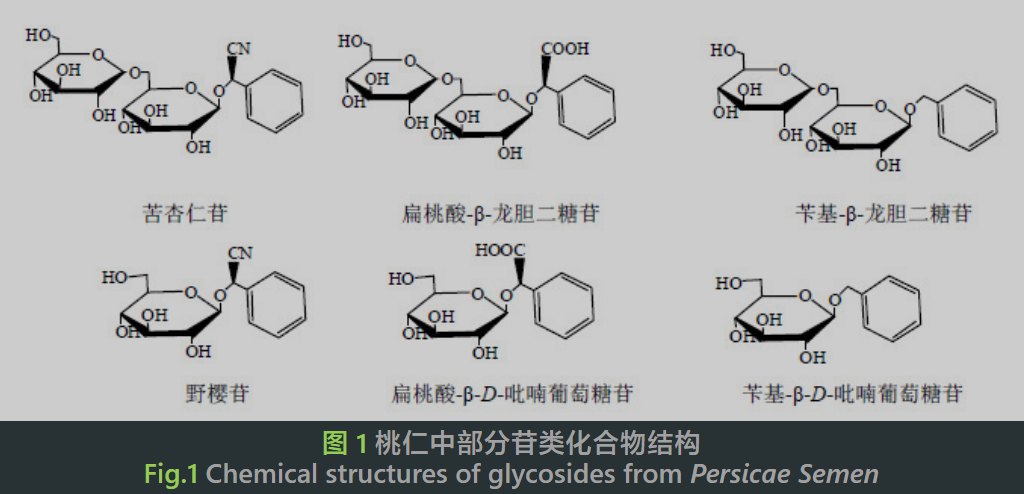 HO
O
OH
OH
OH
O
O
OH
OH
OH
O
CN
HO
O
OH
OH
OH
O
O
OH
OH
OH
O
COOH
HO
O
OH
OH
OH
O
O
OH
OH
OH
O
苦杏仁苷
扁桃酸-β-龙胆二糖苷
苄基-β-龙胆二糖苷
HO
O
OH
OH
OH
O
CN
HO
O
OH
OH
OH
O
HOOC
HO
O
OH
OH
OH
O
野樱苷
扁桃酸-β-D-吡喃葡萄糖苷
苄基-β-D-吡喃葡萄糖苷
图 1 桃仁中部分苷类化合物结构
Fig.1 Chemical structures of glycosides from Persicae Semen